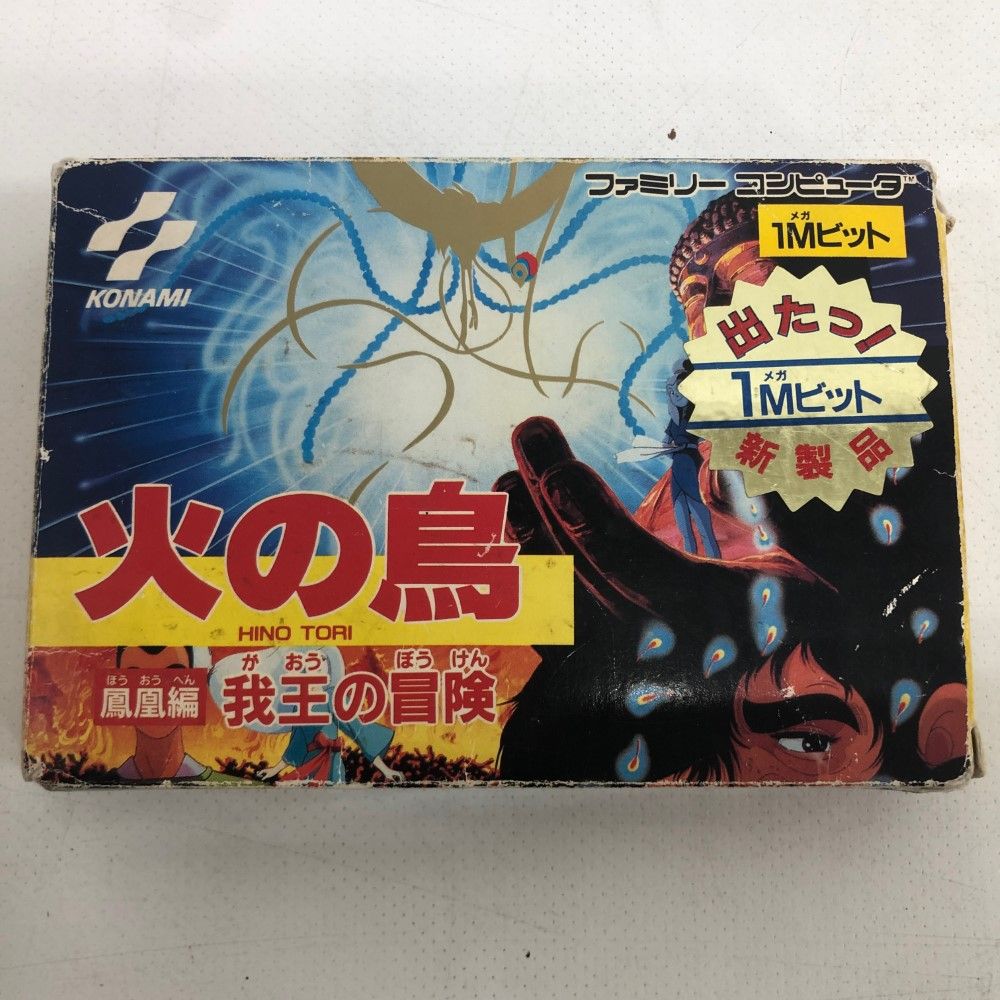 ファミリーコンピュータ™
メガ
1Mビット
KONAMI
出たっ!
メガ
1Mビット
新製品
火の鳥
HINO TORI
ほうおうへん
鳳凰編
がおう ぼうけん
我王の冒険